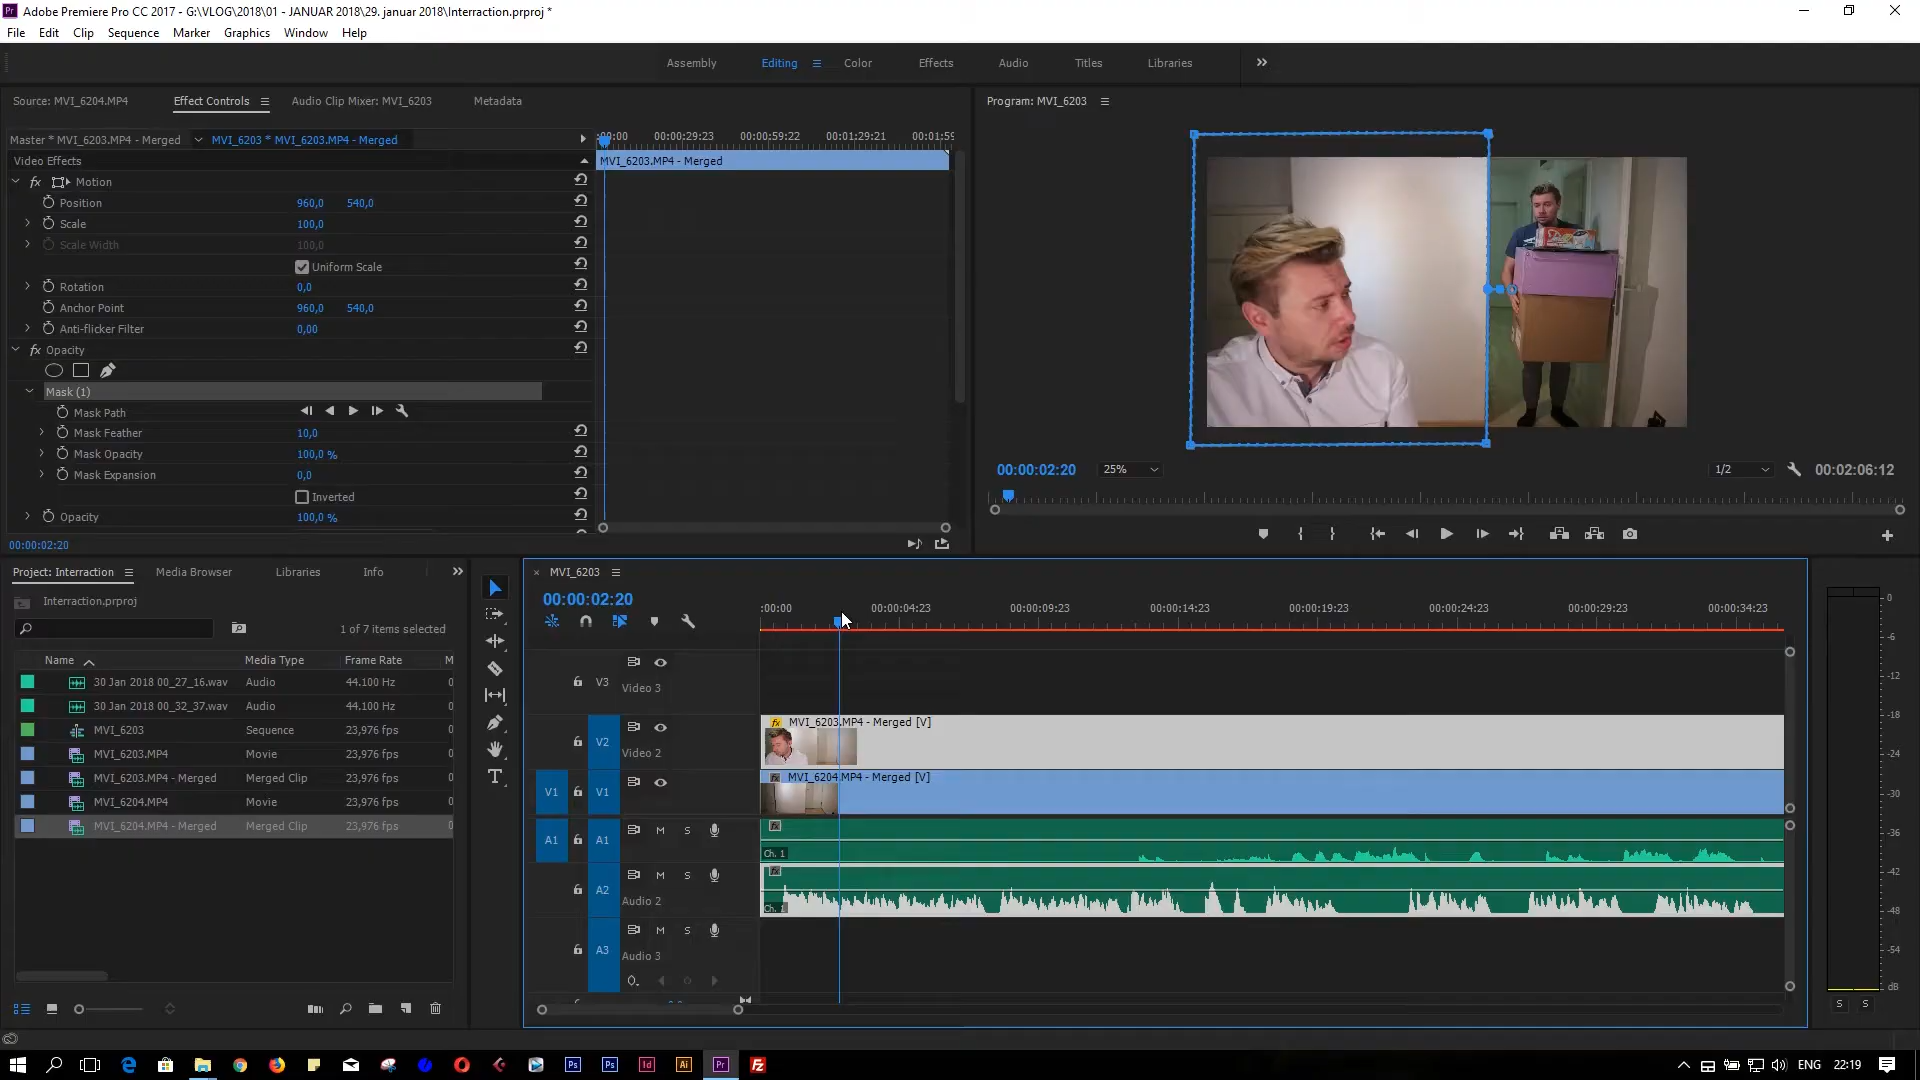 Adobe Premiere Pro CC 2017 - G:\VLOG\2018\01 - JANUAR 2018\29. januar 2018\Interraction.prproj *
File Edit Clip Sequence Marker Graphics Window Help
Assembly Editing Color Effects Audio Titles Libraries
Source: MVI_6204.MP4 Effect Controls Audio Clip Mixer: MVI_6203 Metadata
Master * MVI_6203.MP4 - Merged MVI_6203 * MVI_6203.MP4 - Merged
:00:00 00:00:29:23 00:00:59:22 00:01:29:21 00:01:59
Video Effects
MVI_6203.MP4 - Merged
fx Motion
Position 960,0 540,0
Scale 100,0
Scale Width 100,0
Uniform Scale
Rotation 0,0
Anchor Point 960,0 540,0
Anti-flicker Filter 0,00
fx Opacity
Mask (1)
Mask Path
Mask Feather 10,0
Mask Opacity 100,0 %
Mask Expansion 0,0
Inverted
Opacity 100,0 %
00:00:02:20
Program: MVI_6203
00:00:02:20 25% 1/2 00:02:06:12
Project: Interraction Media Browser Libraries Info
Interraction.prproj
1 of 7 items selected
Name Media Type Frame Rate M
30 Jan 2018 00_27_16.wav Audio 44.100 Hz 0
30 Jan 2018 00_32_37.wav Audio 44.100 Hz 0
MVI_6203 Sequence 23,976 fps 0
MVI_6203.MP4 Movie 23,976 fps 0
MVI_6203.MP4 - Merged Merged Clip 23,976 fps 0
MVI_6204.MP4 Movie 23,976 fps 0
MVI_6204.MP4 - Merged Merged Clip 23,976 fps 0
MVI_6203
00:00:02:20
:00:00 00:00:04:23 00:00:09:23 00:00:14:23 00:00:19:23 00:00:24:23 00:00:29:23 00:00:34:23
V3 Video 3
V2 Video 2
fx MVI_6203.MP4 - Merged [V]
V1 V1
fx MVI_6204.MP4 - Merged [V]
A1 A1 M S
fx
Ch. 1
A2 M S
Audio 2
fx
Ch. 1
A3 M S
Audio 3
0
-6
-12
-18
-24
-30
-36
-42
-48
-54
dB
S S
Ps Ps Id Ai Pr Fz
ENG 22:19